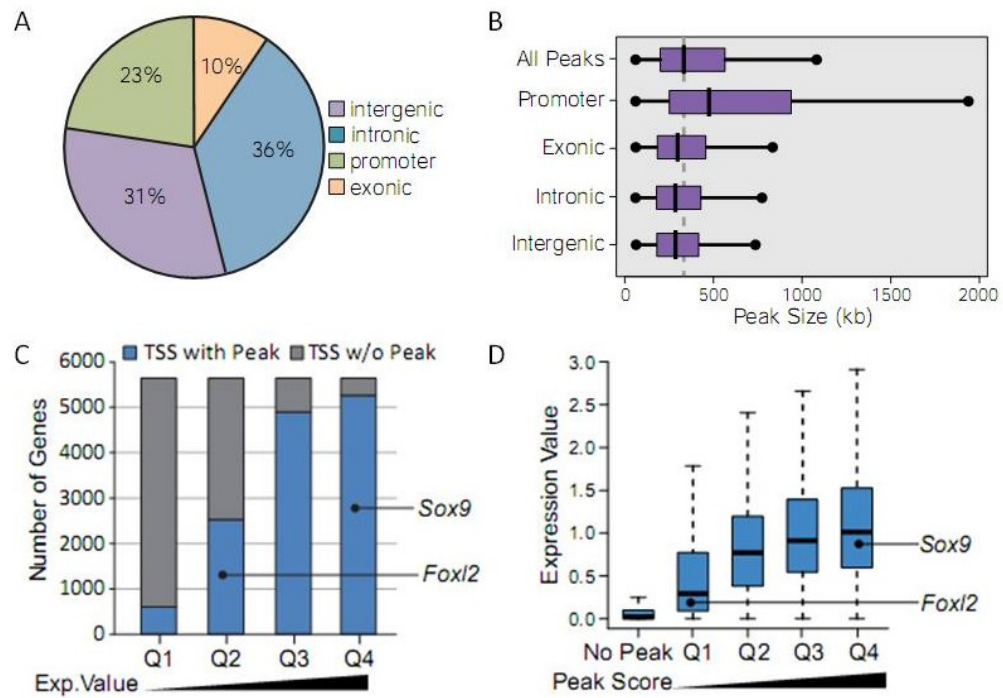 A
23%
10%
36%
31%
intergenic
intronic
promoter
exonic
B
All Peaks
Promoter
Exonic
Intronic
Intergenic
0 500 1000 1500 2000
Peak Size (kb)
C
TSS with Peak TSS w/o Peak
Number of Genes
6000
5000
4000
3000
2000
1000
0
Sox9
Foxl2
Q1 Q2 Q3 Q4
Exp.Value
D
Expression Value
3.0
2.5
2.0
1.5
1.0
0.5
0.0
Sox9
Foxl2
No Peak Q1 Q2 Q3 Q4
Peak Score